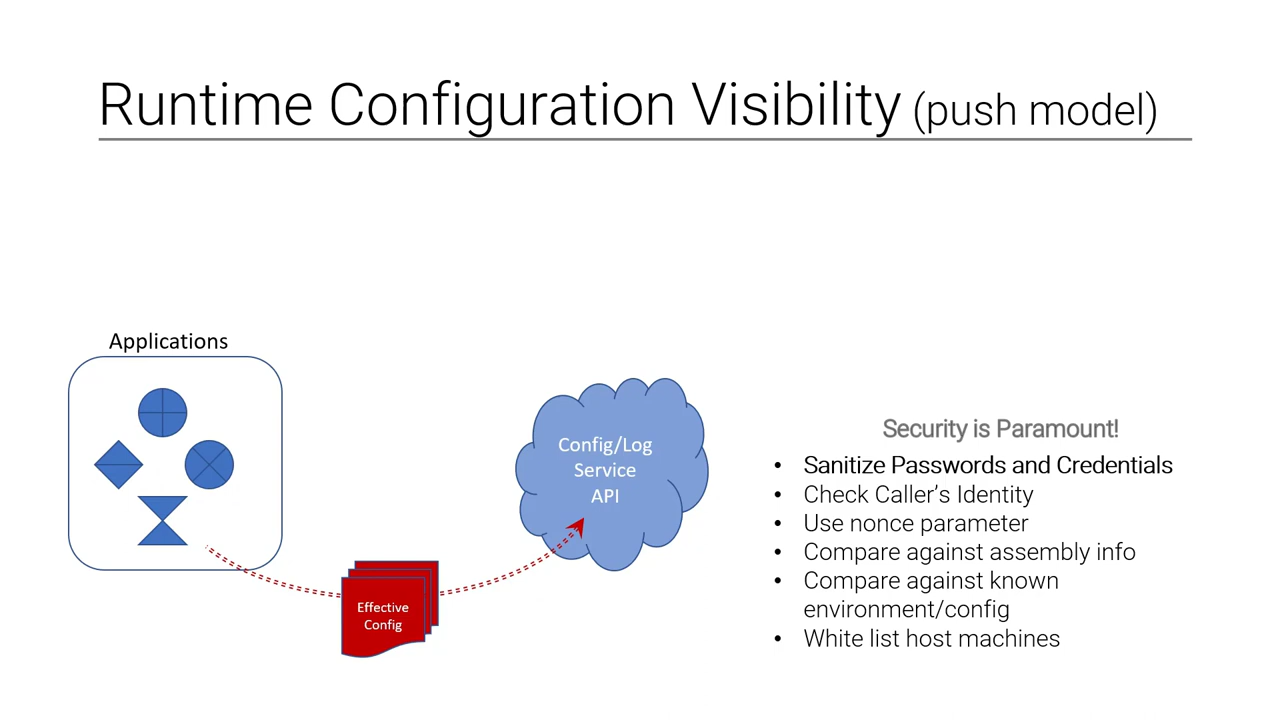 Runtime Configuration Visibility (push model)
Applications
Config/Log
Service
API
Effective
Config
Security is Paramount!
• Sanitize Passwords and Credentials
• Check Caller’s Identity
• Use nonce parameter
• Compare against assembly info
• Compare against known
environment/config
• White list host machines